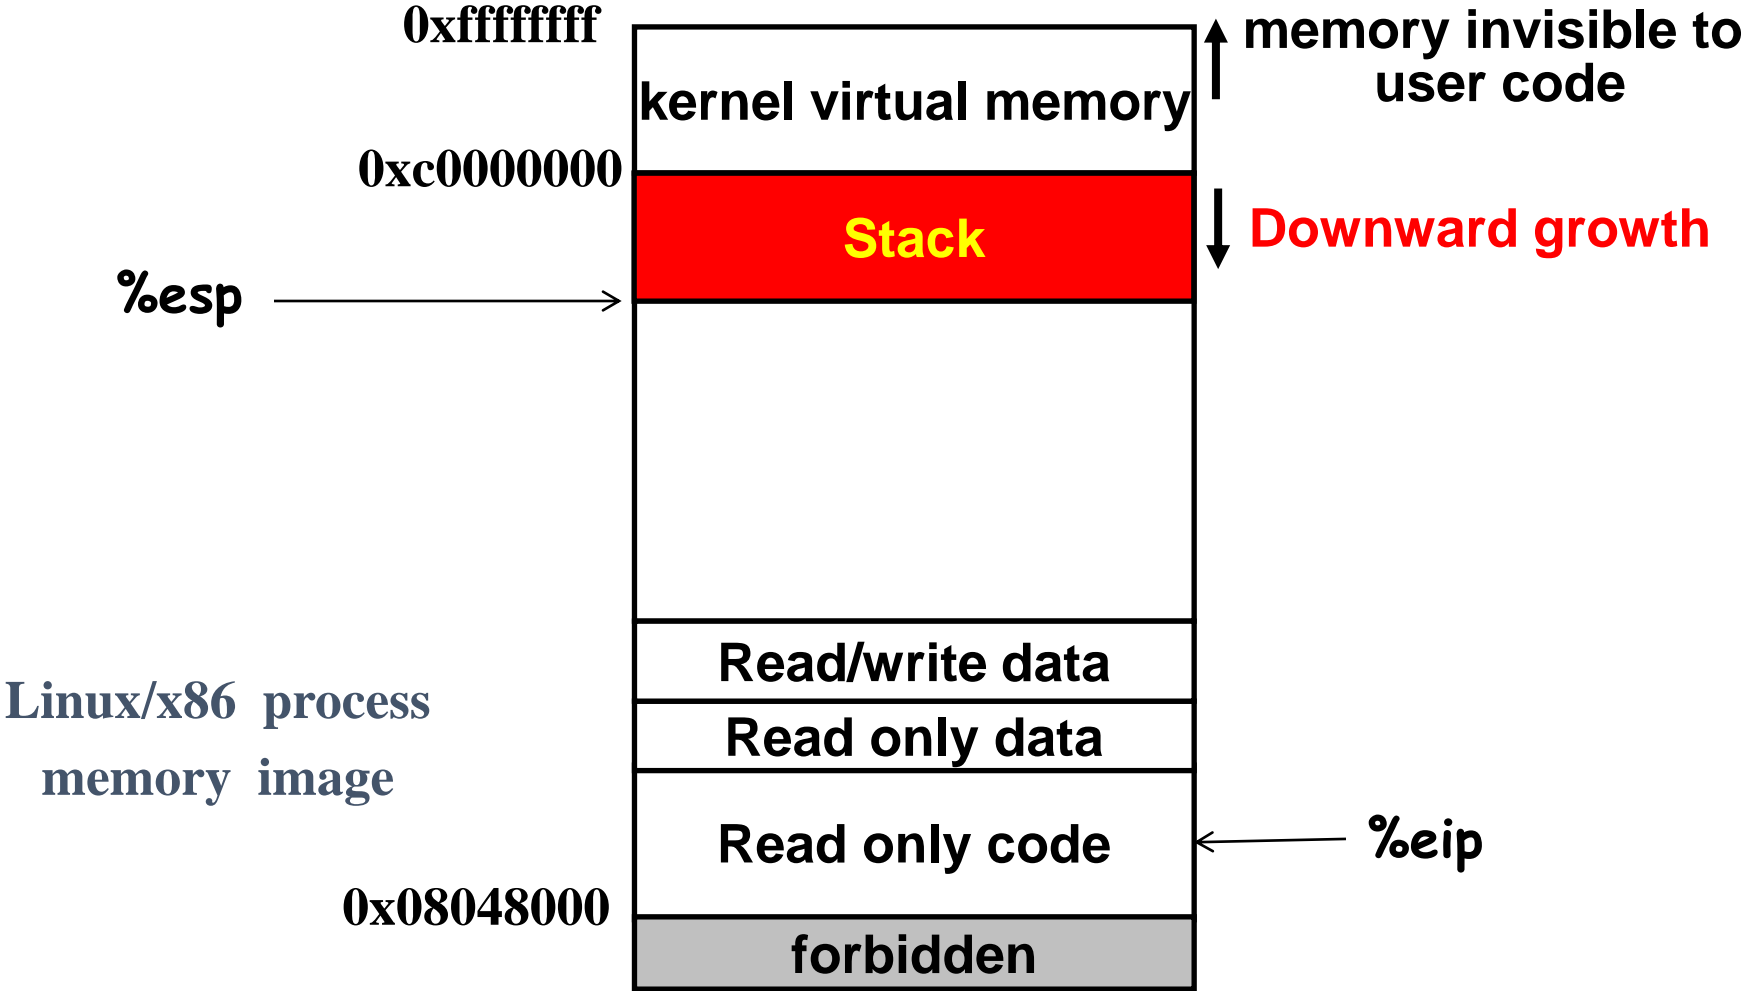 0xffffffff
memory invisible to
user code
kernel virtual memory
0xc0000000
Stack
Downward growth
%esp
Read/write data
Linux/x86 process
memory image
Read only data
Read only code
%eip
0x08048000
forbidden